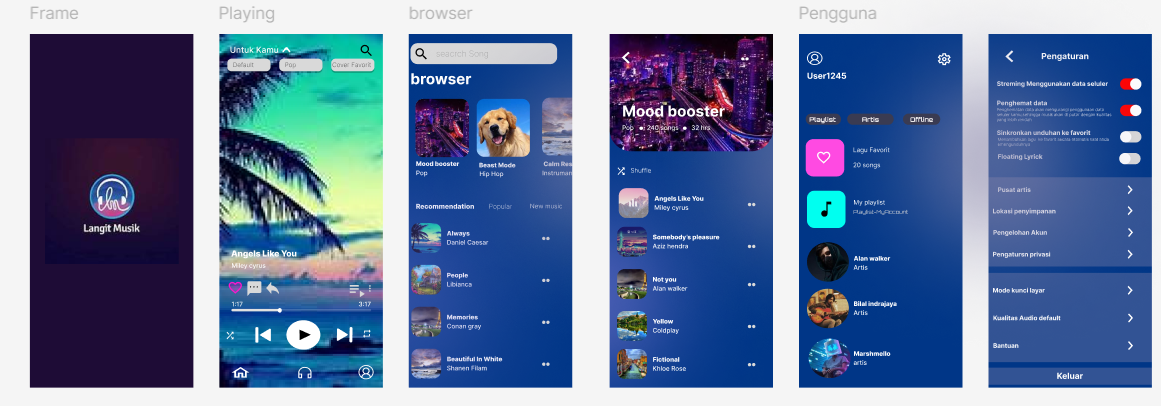 Frame
Langit Musik
Playing
Untuk Kamu
Default
Pop
Cover Favorit
Angels Like You
Miley cyrus
1:17
3:17
browser
seacrtch Song
browser
Mood booster
Pop
Beast Mode
Hip Hop
Calm Rea
Instrumen
Recommendation
Popular
New music
Always
Daniel Caesar
People
Libianca
Memories
Conan gray
Beautiful In White
Shanen Filam
Mood booster
Pop
240 songs
32 hrs
Shuffle
Angels Like You
Miley cyrus
Somebody's pleasure
Aziz hendra
Not you
Alan walker
Yellow
Coldplay
Fictional
Khloe Rose
Pengguna
User1245
Playlist
Artis
Offline
Lagu Favorit
20 songs
My playlist
Playlist-MyAccount
Alan walker
Artis
Bilal indrajaya
Artis
Marshmello
artis
Pengaturan
Streming Menggunakan data seluler
Penghemat data
Sinkronkan unduhan ke favorit
Floating Lyrick
Pusat artis
Lokasi penyimpanan
Pengelohan Akun
Pengatursn privasi
Mode kunci layar
Kualitas Audio default
Bantuan
Keluar